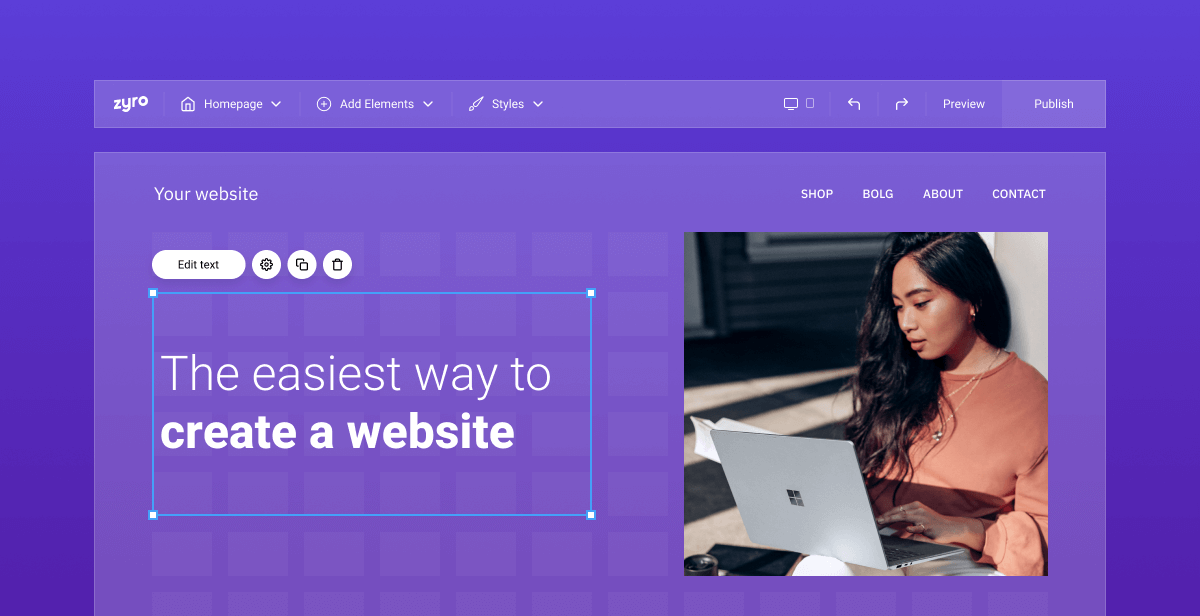 zyro Homepage Add Elements Styles Preview Publish
Your website SHOP BOLG ABOUT CONTACT
Edit text
The easiest way to
create a website